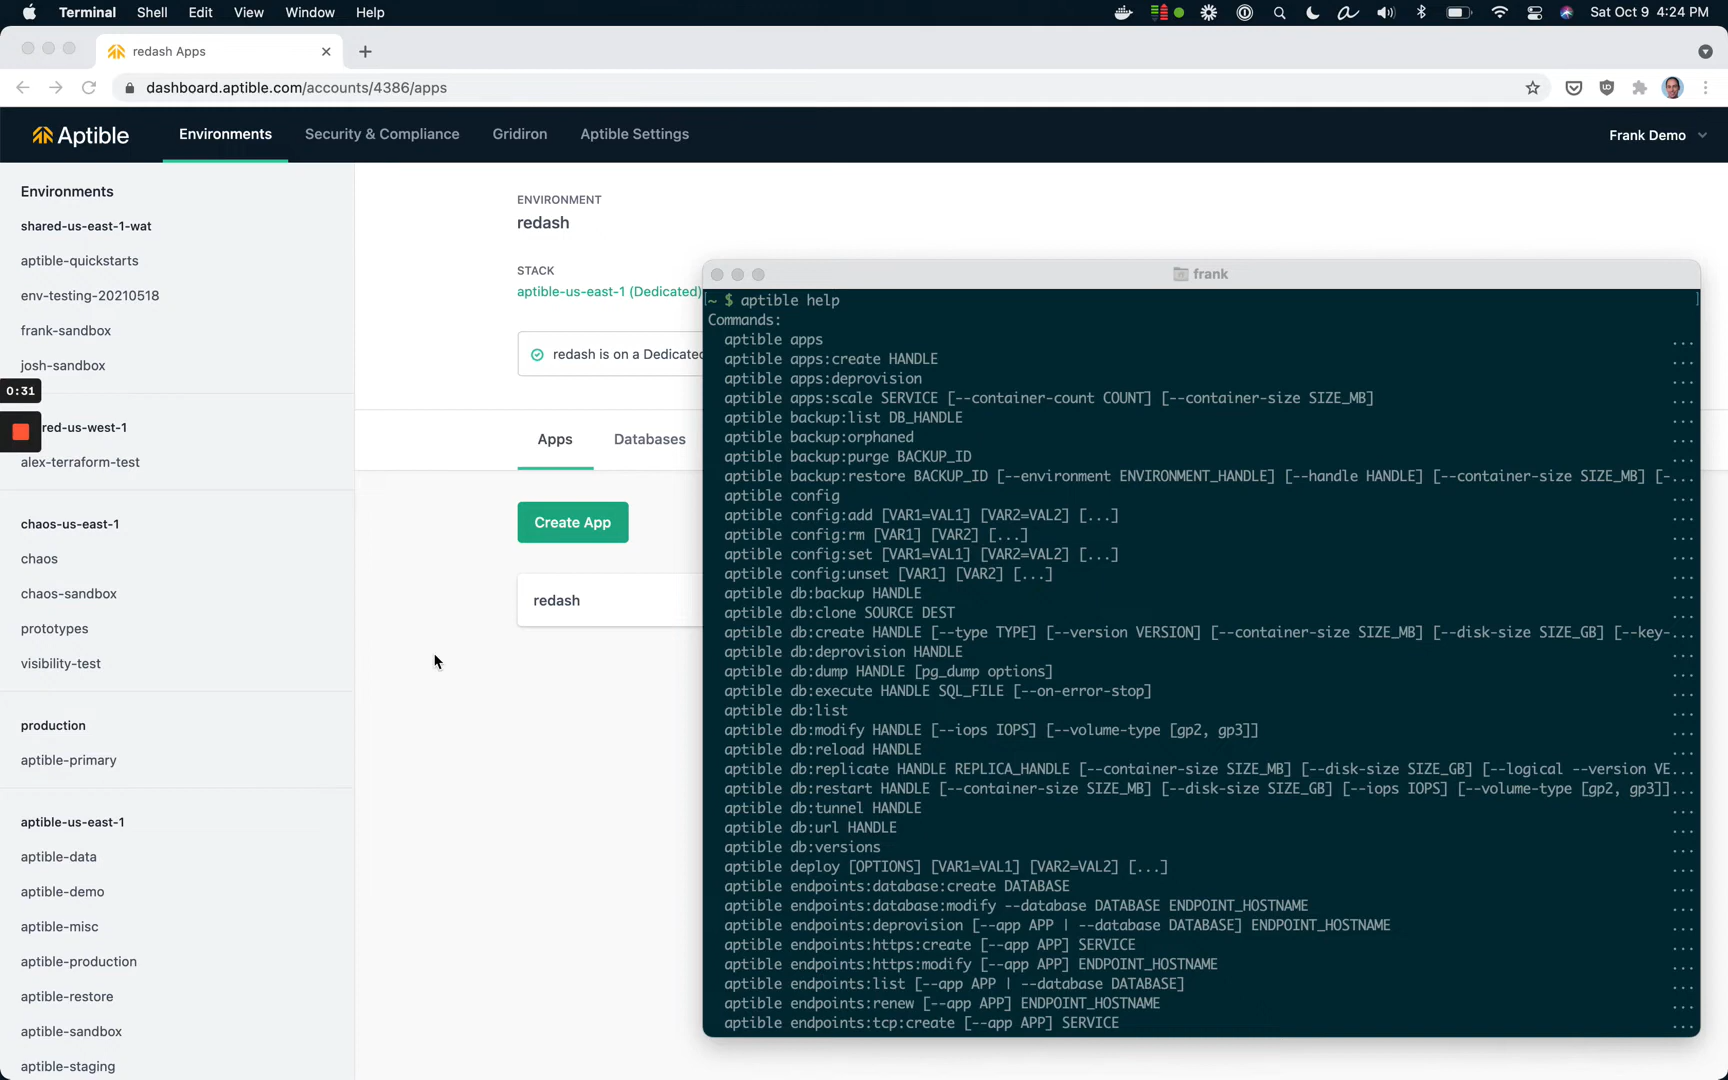 Terminal Shell Edit View Window Help
Sat Oct 9 4:24 PM
redash Apps
dashboard.aptible.com/accounts/4386/apps
Aptible Environments Security & Compliance Gridiron Aptible Settings
Frank Demo
Environments
shared-us-east-1-wat
aptible-quickstarts
env-testing-20210518
frank-sandbox
josh-sandbox
0:31
red-us-west-1
alex-terraform-test
chaos-us-east-1
chaos
chaos-sandbox
prototypes
visibility-test
production
aptible-primary
aptible-us-east-1
aptible-data
aptible-demo
aptible-misc
aptible-production
aptible-restore
aptible-sandbox
aptible-staging
ENVIRONMENT
redash
STACK
aptible-us-east-1 (Dedicated)
redash is on a Dedicated
Apps Databases
Create App
redash
frank
~ $ aptible help
Commands:
aptible apps ...
aptible apps:create HANDLE ...
aptible apps:deprovision ...
aptible apps:scale SERVICE [--container-count COUNT] [--container-size SIZE_MB] ...
aptible backup:list DB_HANDLE ...
aptible backup:orphaned ...
aptible backup:purge BACKUP_ID ...
aptible backup:restore BACKUP_ID [--environment ENVIRONMENT_HANDLE] [--handle HANDLE] [--container-size SIZE_MB] [-...
aptible config ...
aptible config:add [VAR1=VAL1] [VAR2=VAL2] [...] ...
aptible config:rm [VAR1] [VAR2] [...] ...
aptible config:set [VAR1=VAL1] [VAR2=VAL2] [...] ...
aptible config:unset [VAR1] [VAR2] [...] ...
aptible db:backup HANDLE ...
aptible db:clone SOURCE DEST ...
aptible db:create HANDLE [--type TYPE] [--version VERSION] [--container-size SIZE_MB] [--disk-size SIZE_GB] [--key-...
aptible db:deprovision HANDLE ...
aptible db:dump HANDLE [pg_dump options] ...
aptible db:execute HANDLE SQL_FILE [--on-error-stop] ...
aptible db:list ...
aptible db:modify HANDLE [--iops IOPS] [--volume-type [gp2, gp3]] ...
aptible db:reload HANDLE ...
aptible db:replicate HANDLE REPLICA_HANDLE [--container-size SIZE_MB] [--disk-size SIZE_GB] [--logical --version VE...
aptible db:restart HANDLE [--container-size SIZE_MB] [--disk-size SIZE_GB] [--iops IOPS] [--volume-type [gp2, gp3]]...
aptible db:tunnel HANDLE ...
aptible db:url HANDLE ...
aptible db:versions ...
aptible deploy [OPTIONS] [VAR1=VAL1] [VAR2=VAL2] [...] ...
aptible endpoints:database:create DATABASE ...
aptible endpoints:database:modify --database DATABASE ENDPOINT_HOSTNAME ...
aptible endpoints:deprovision [--app APP | --database DATABASE] ENDPOINT_HOSTNAME ...
aptible endpoints:https:create [--app APP] SERVICE ...
aptible endpoints:https:modify [--app APP] ENDPOINT_HOSTNAME ...
aptible endpoints:list [--app APP | --database DATABASE] ...
aptible endpoints:renew [--app APP] ENDPOINT_HOSTNAME ...
aptible endpoints:tcp:create [--app APP] SERVICE ...